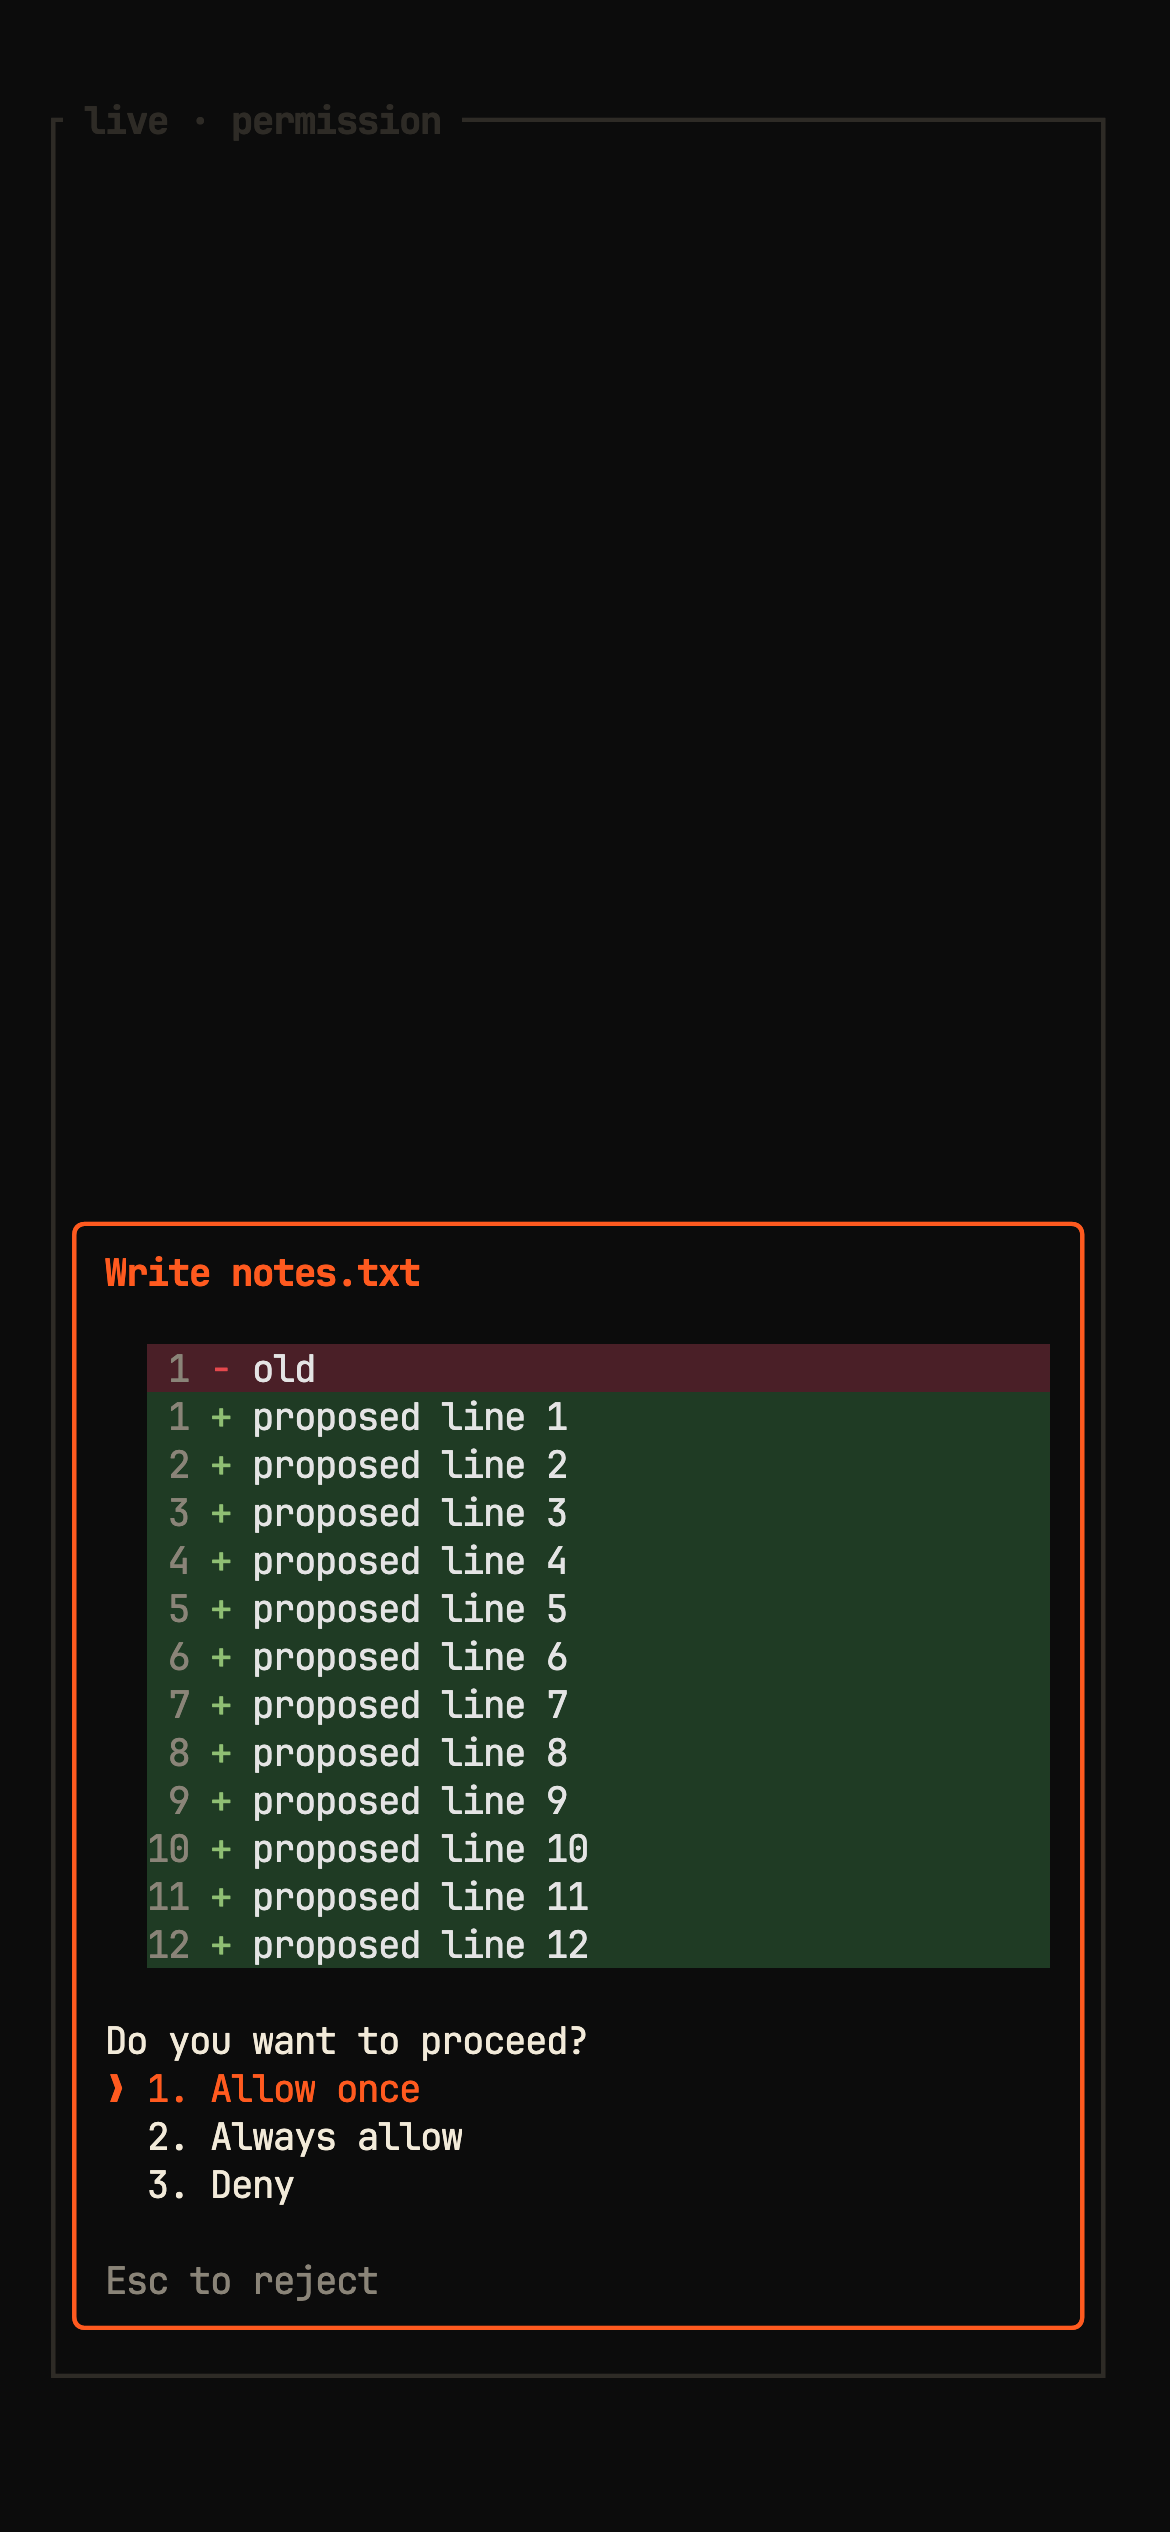 live · permission
Write notes.txt
1 - old
1 + proposed line 1
2 + proposed line 2
3 + proposed line 3
4 + proposed line 4
5 + proposed line 5
6 + proposed line 6
7 + proposed line 7
8 + proposed line 8
9 + proposed line 9
10 + proposed line 10
11 + proposed line 11
12 + proposed line 12
Do you want to proceed?
❯ 1. Allow once
2. Always allow
3. Deny
Esc to reject